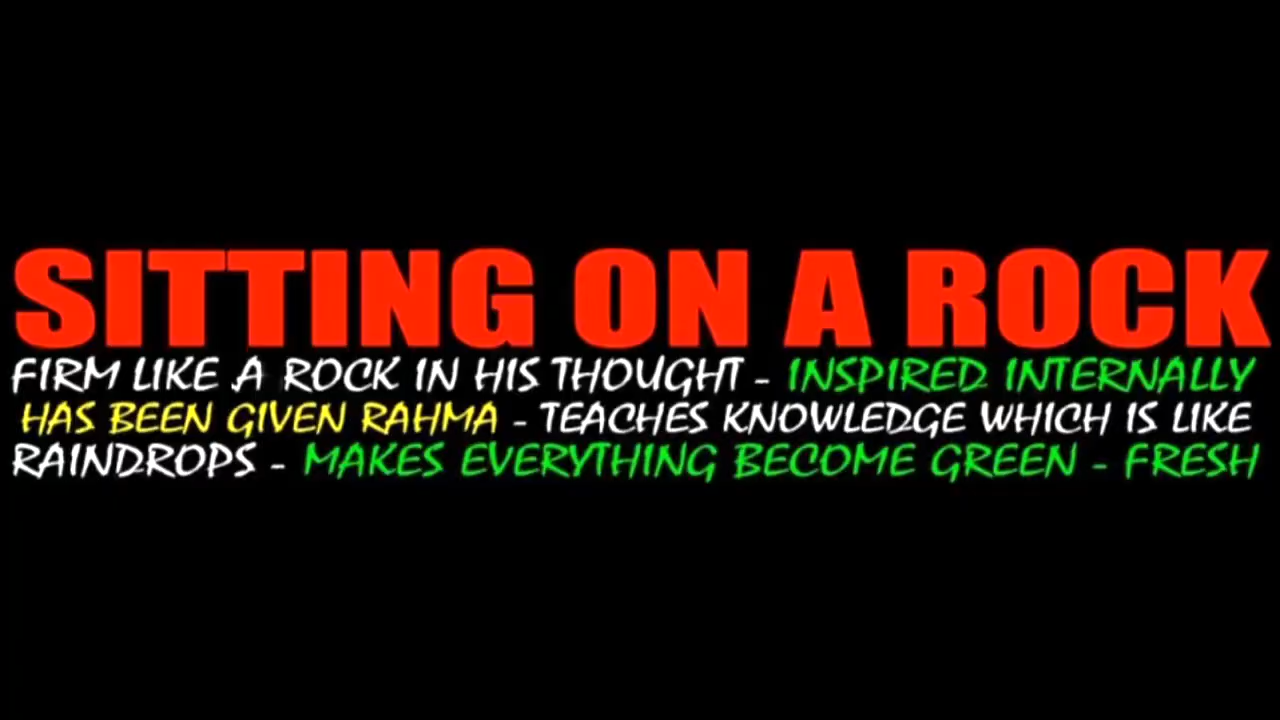 SITTING ON A ROCK
FIRM LIKE A ROCK IN HIS THOUGHT - INSPIRED INTERNALLY
HAS BEEN GIVEN RAHMA - TEACHES KNOWLEDGE WHICH IS LIKE
RAINDROPS - MAKES EVERYTHING BECOME GREEN - FRESH